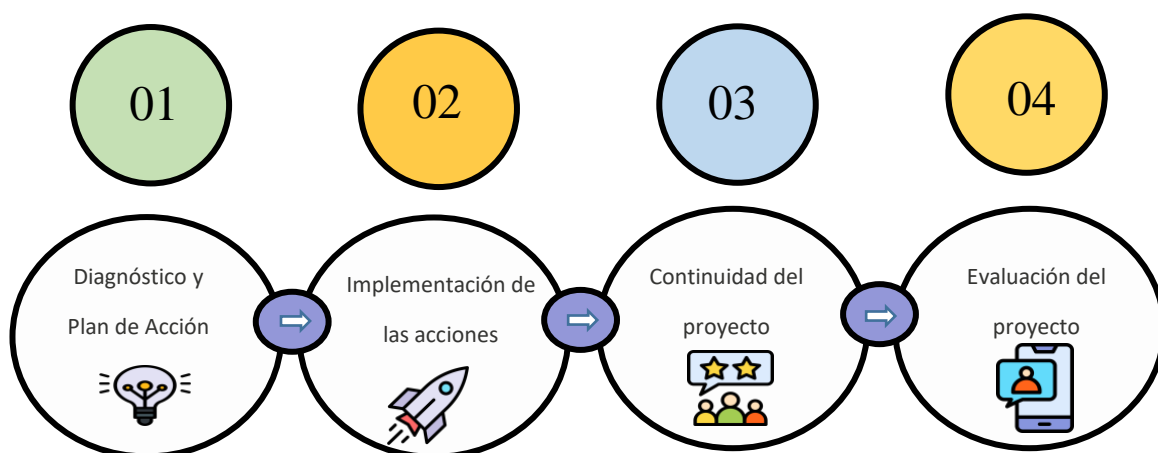 01
02
03
04
Diagnóstico y
Plan de Acción
Implementación de
las acciones
Continuidad del
proyecto
Evaluación del
proyecto